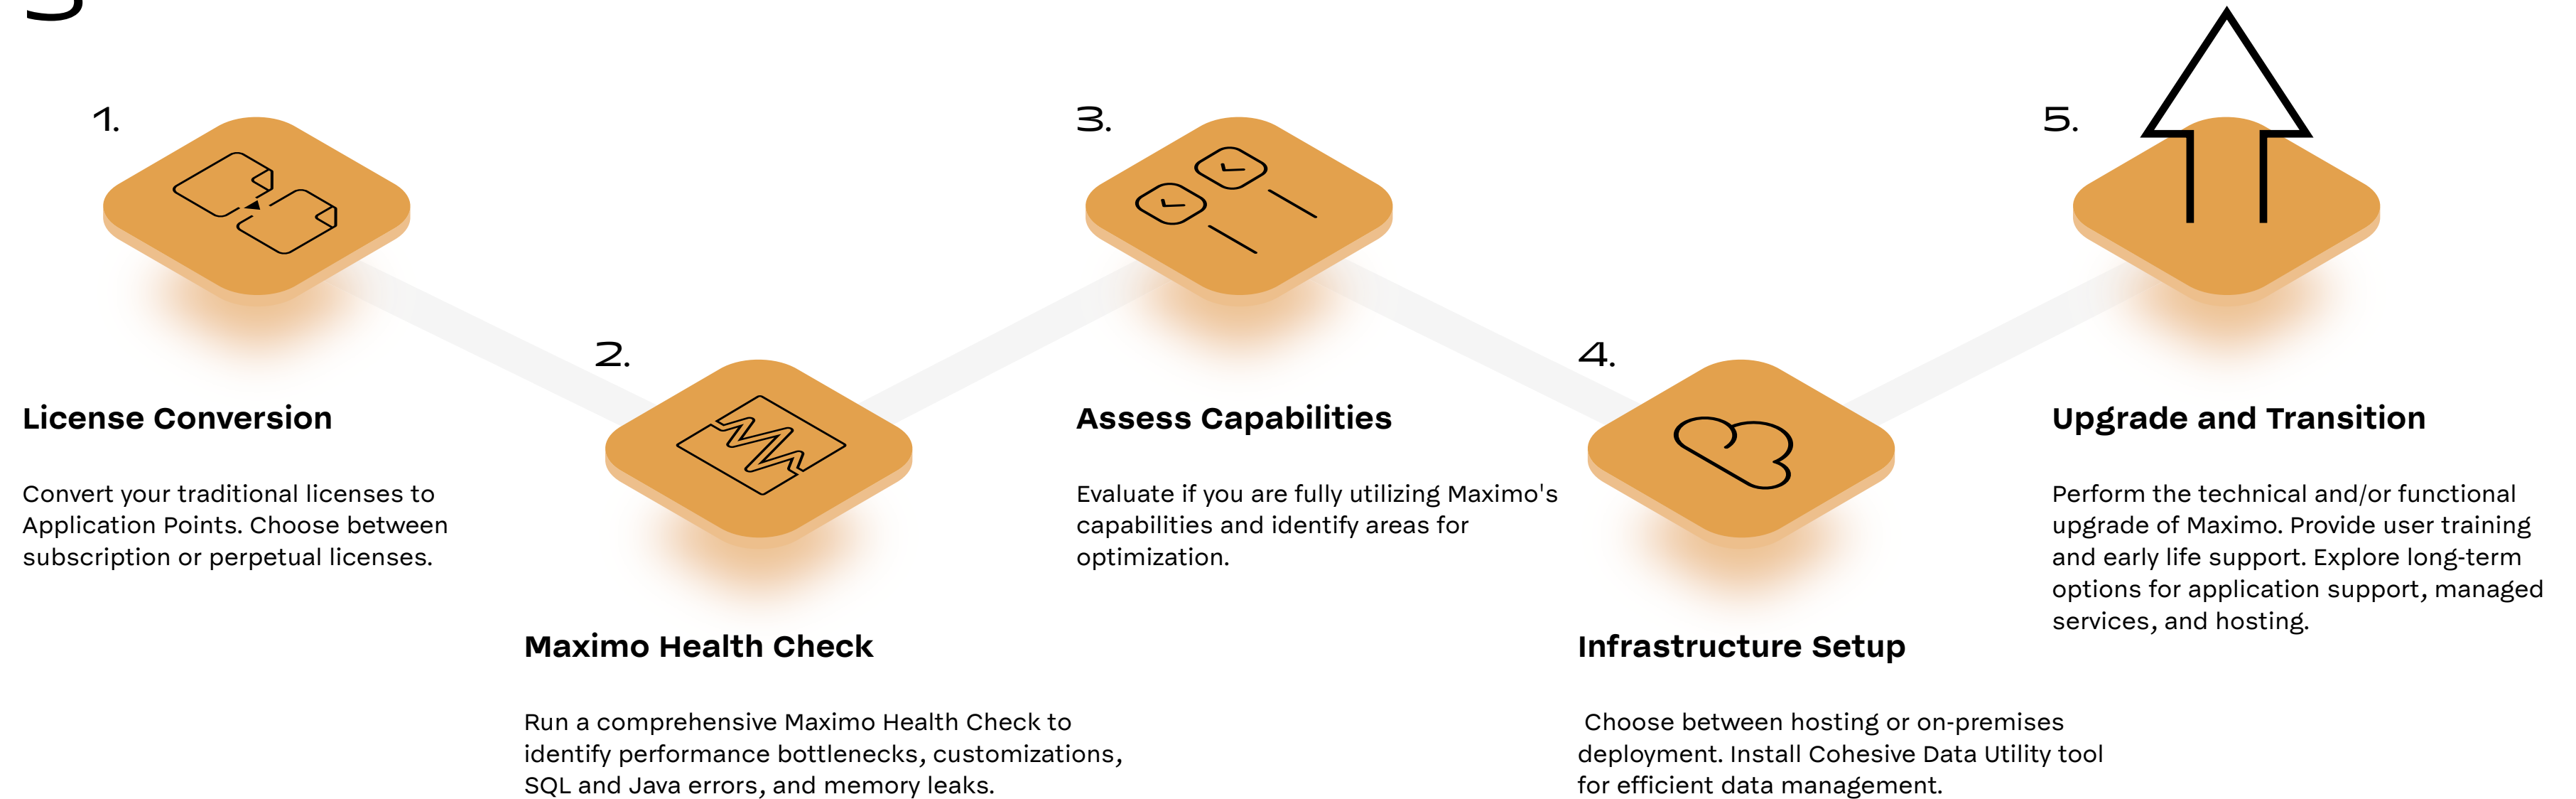 1.
License Conversion
Convert your traditional licenses to
Application Points. Choose between
subscription or perpetual licenses.
2.
Maximo Health Check
Run a comprehensive Maximo Health Check to
identify performance bottlenecks, customizations,
SQL and Java errors, and memory leaks.
3.
Assess Capabilities
Evaluate if you are fully utilizing Maximo's
capabilities and identify areas for
optimization.
4.
Infrastructure Setup
Choose between hosting or on-premises
deployment. Install Cohesive Data Utility tool
for efficient data management.
5.
Upgrade and Transition
Perform the technical and/or functional
upgrade of Maximo. Provide user training
and early life support. Explore long-term
options for application support, managed
services, and hosting.